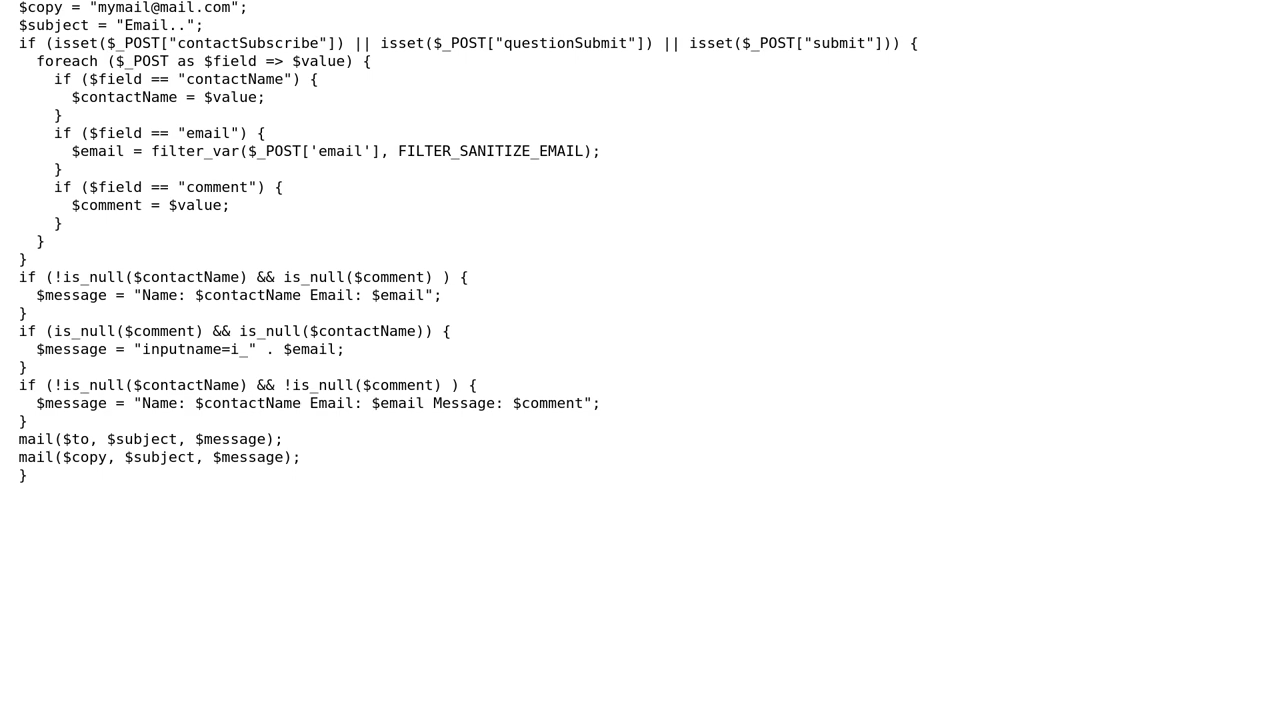 $copy = "mymail@mail.com";
$subject = "Email..";
if (isset($_POST["contactSubscribe"]) || isset($_POST["questionSubmit"]) || isset($_POST["submit"])) {
  foreach ($_POST as $field => $value) {
    if ($field == "contactName") {
      $contactName = $value;
    }
    if ($field == "email") {
      $email = filter_var($_POST['email'], FILTER_SANITIZE_EMAIL);
    }
    if ($field == "comment") {
      $comment = $value;
    }
  }
}
if (!is_null($contactName) && is_null($comment) ) {
  $message = "Name: $contactName Email: $email";
}
if (is_null($comment) && is_null($contactName)) {
  $message = "inputname=i_" . $email;
}
if (!is_null($contactName) && !is_null($comment) ) {
  $message = "Name: $contactName Email: $email Message: $comment";
}
mail($to, $subject, $message);
mail($copy, $subject, $message);
}